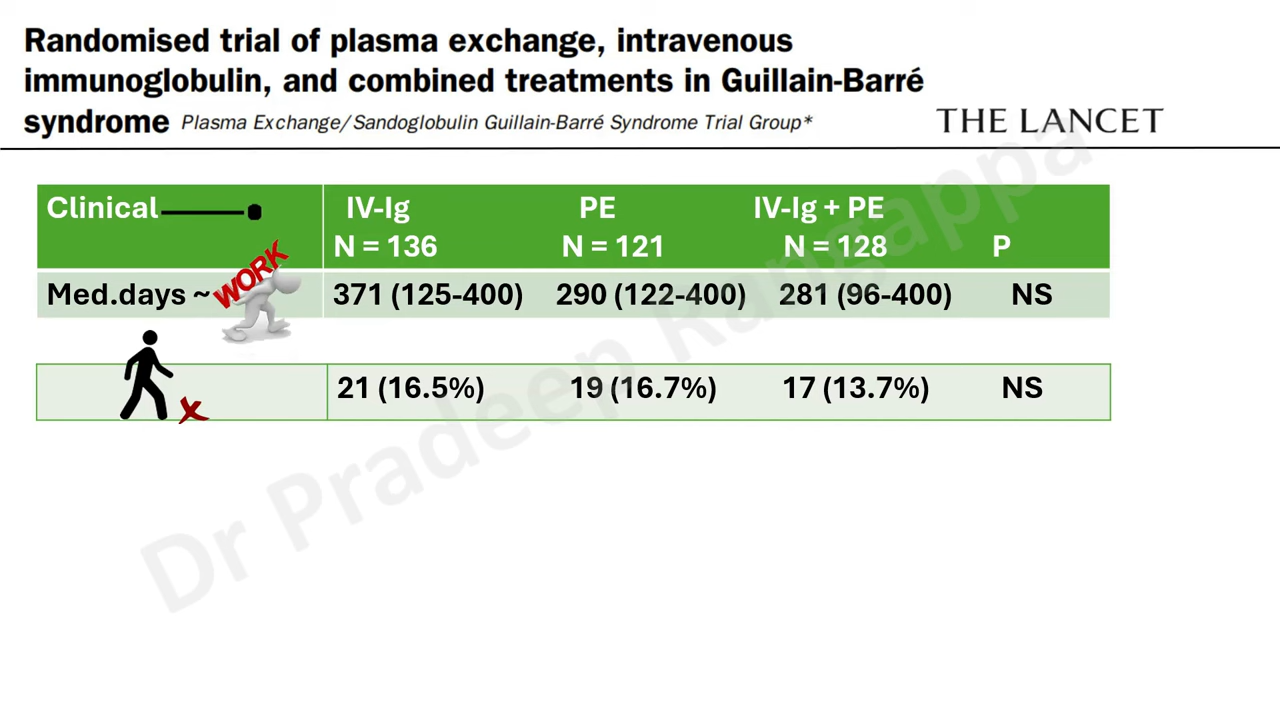 Randomised trial of plasma exchange, intravenous
immunoglobulin, and combined treatments in Guillain-Barré
syndrome Plasma Exchange/Sandoglobulin Guillain-Barré Syndrome Trial Group*
THE LANCET
Clinical IV-Ig PE IV-Ig + PE
N = 136 N = 121 N = 128 P
Med.days ~ WORK 371 (125-400) 290 (122-400) 281 (96-400) NS
21 (16.5%) 19 (16.7%) 17 (13.7%) NS
Dr Pradeep Rangappa